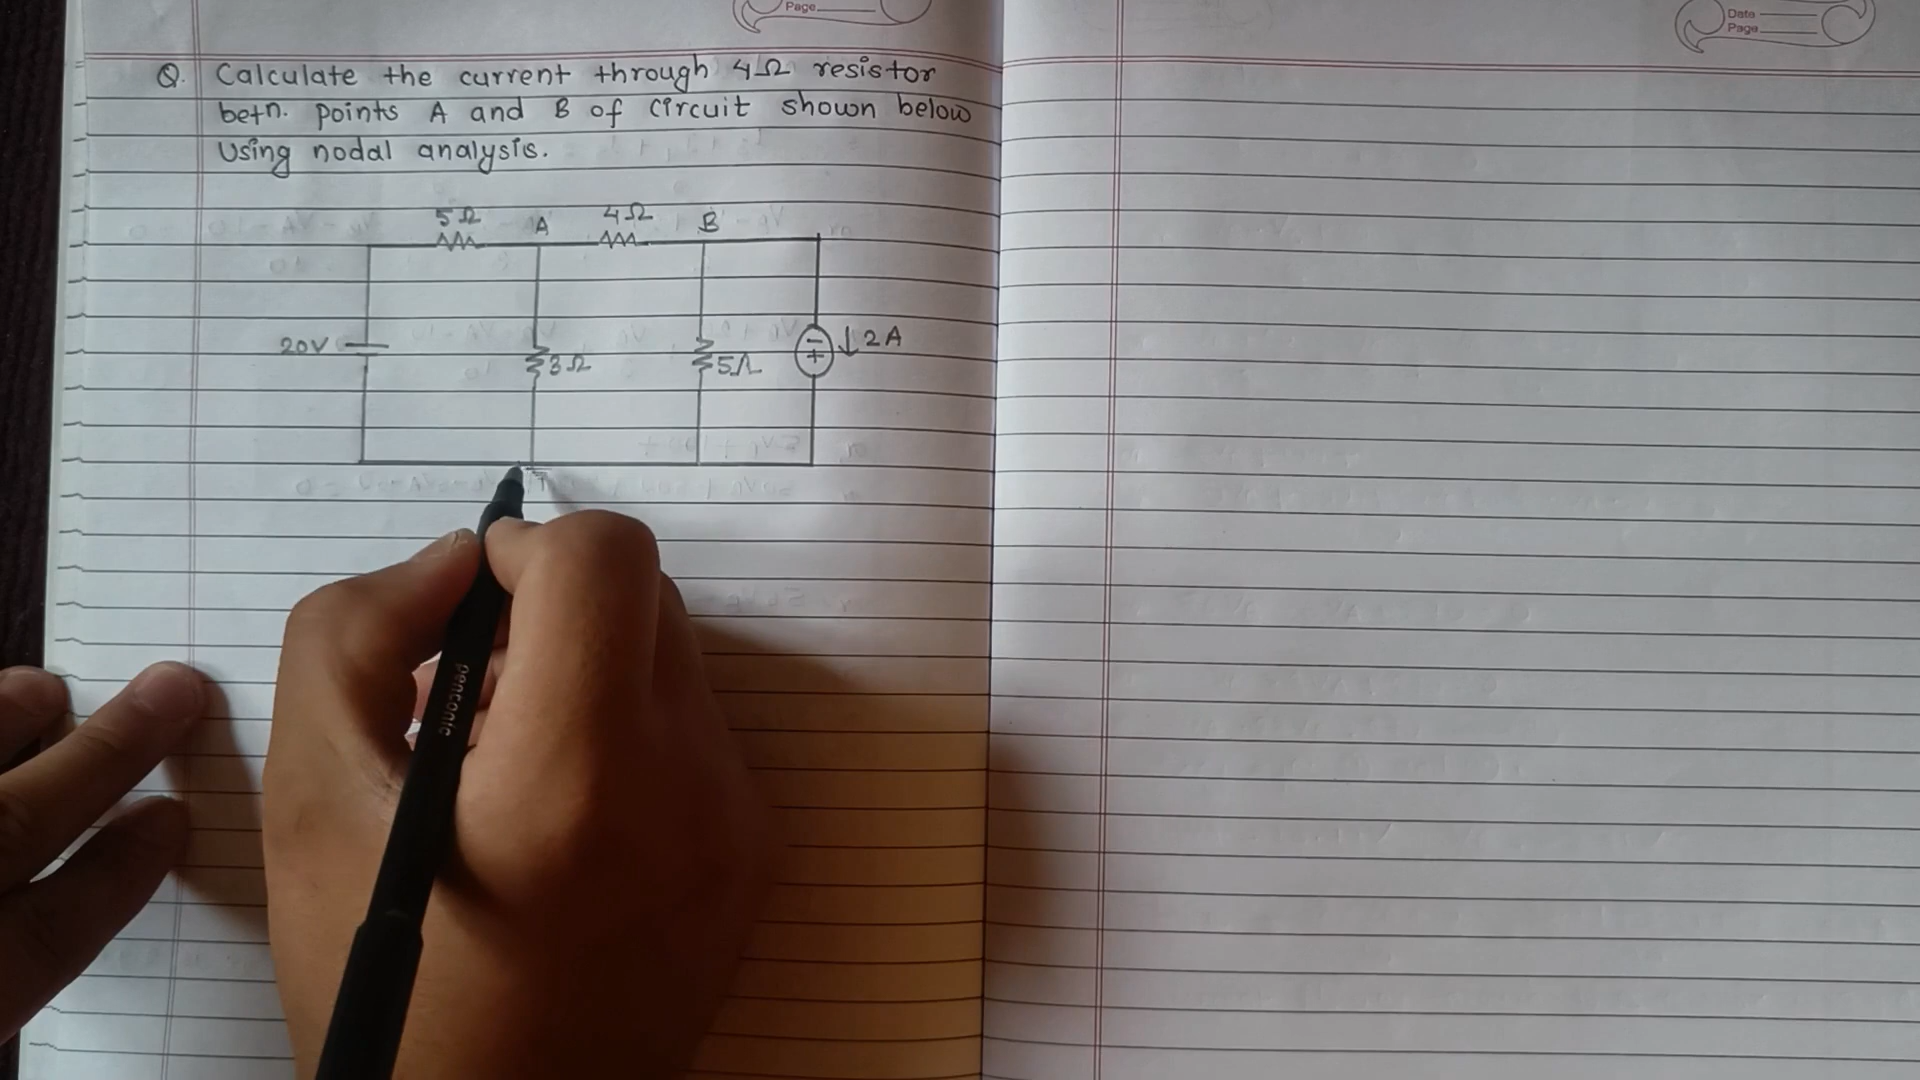 Page
Date
Page
Q. Calculate the current through 4Ω resistor
betn. points A and B of circuit shown below
Using nodal analysis.
5Ω A 4Ω B
20V 3Ω 5Ω ↓2A
pentonic